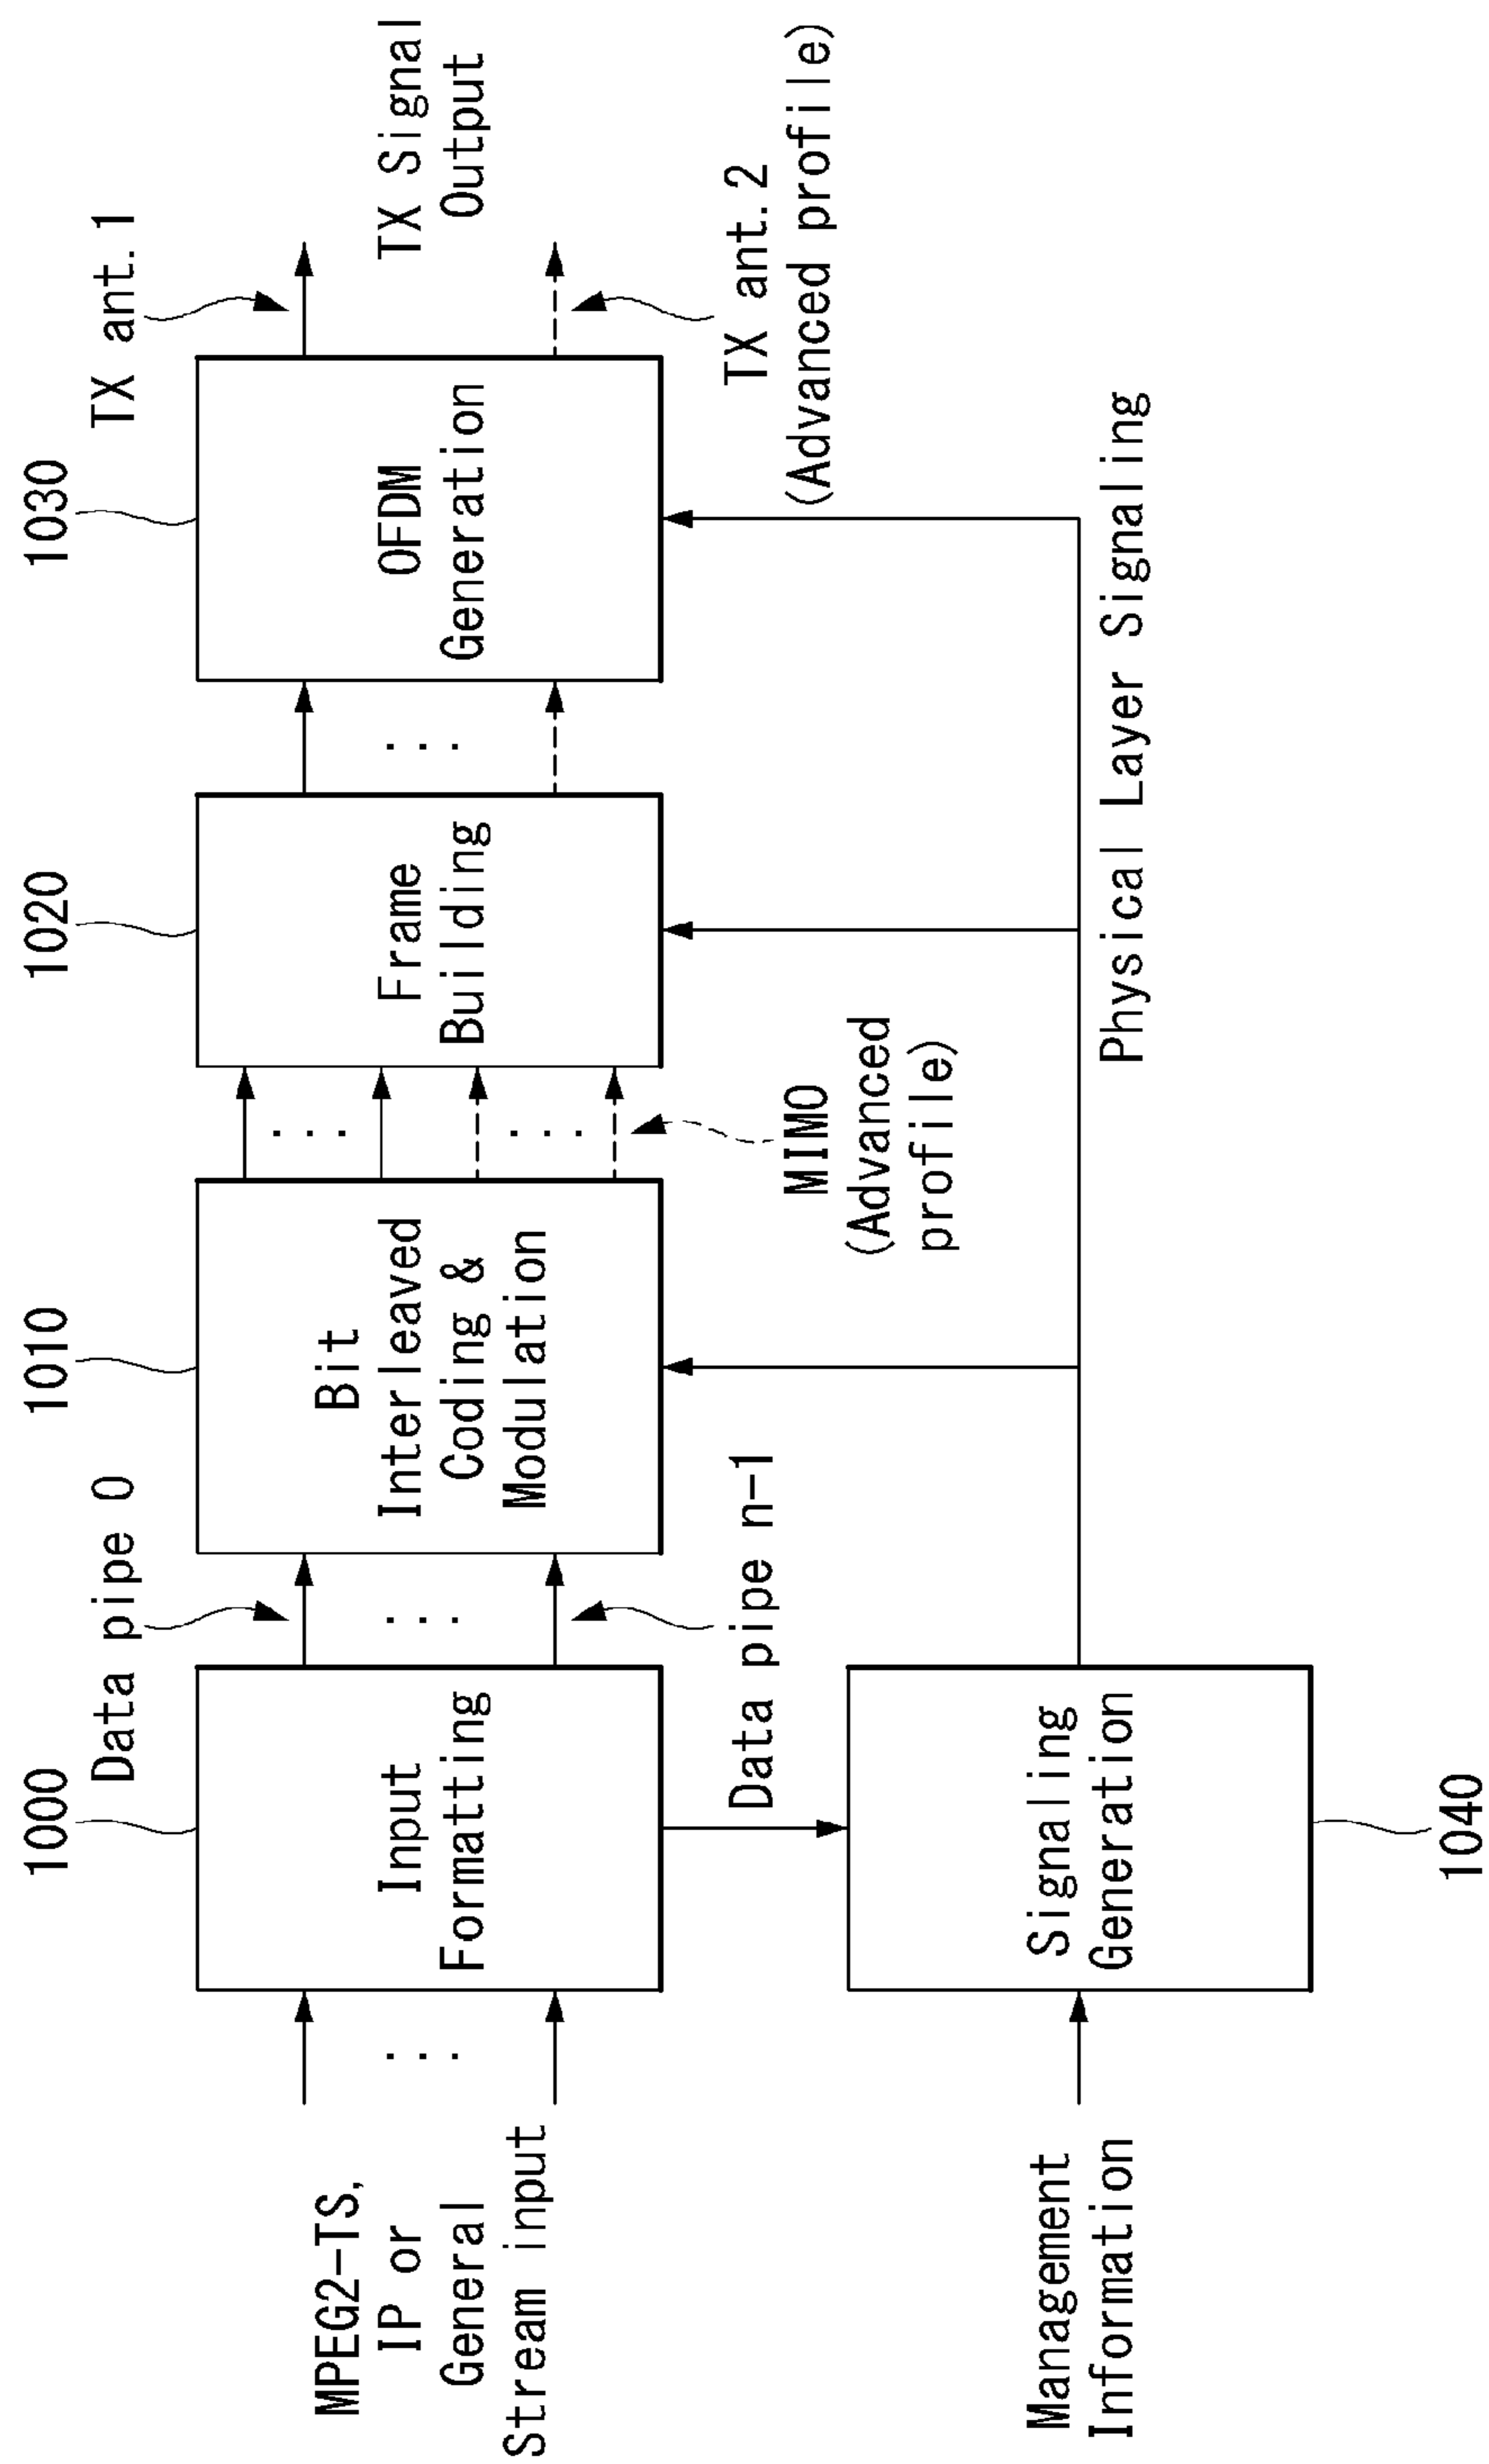 1000
1010
1020
1030
Data pipe 0
TX ant.1
MPEG2-TS,
IP or
General
Stream input
...
Input
Formatting
...
Bit
Interleaved
Coding &
Modulation
...
...
Frame
Building
...
OFDM
Generation
TX Signal
Output
Data pipe n-1
MIMO
(Advanced
profile)
TX ant.2
(Advanced profile)
Management
Information
Signaling
Generation
Physical Layer Signaling
1040